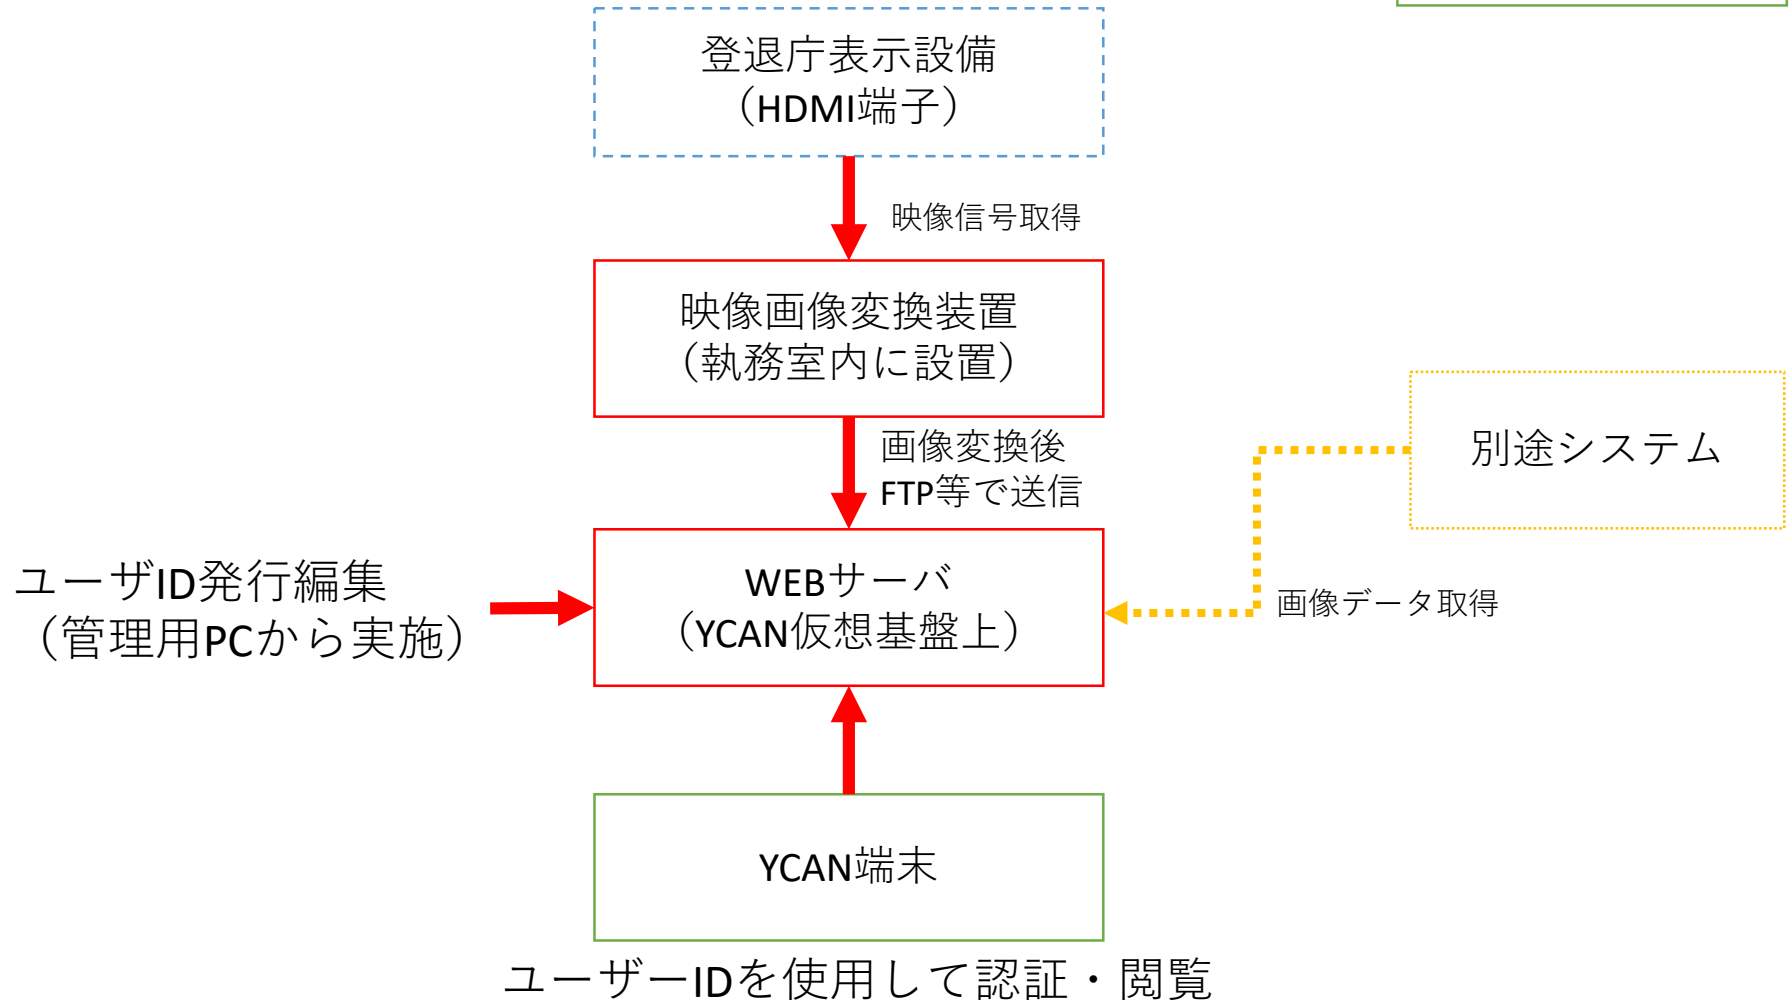 登退庁表示設備
（HDMI端子）
映像信号取得
映像画像変換装置
（執務室内に設置）
画像変換後
FTP等で送信
別途システム
画像データ取得
ユーザID発行編集
（管理用PCから実施）
WEBサーバ
（YCAN仮想基盤上）
YCAN端末
ユーザーIDを使用して認証・閲覧